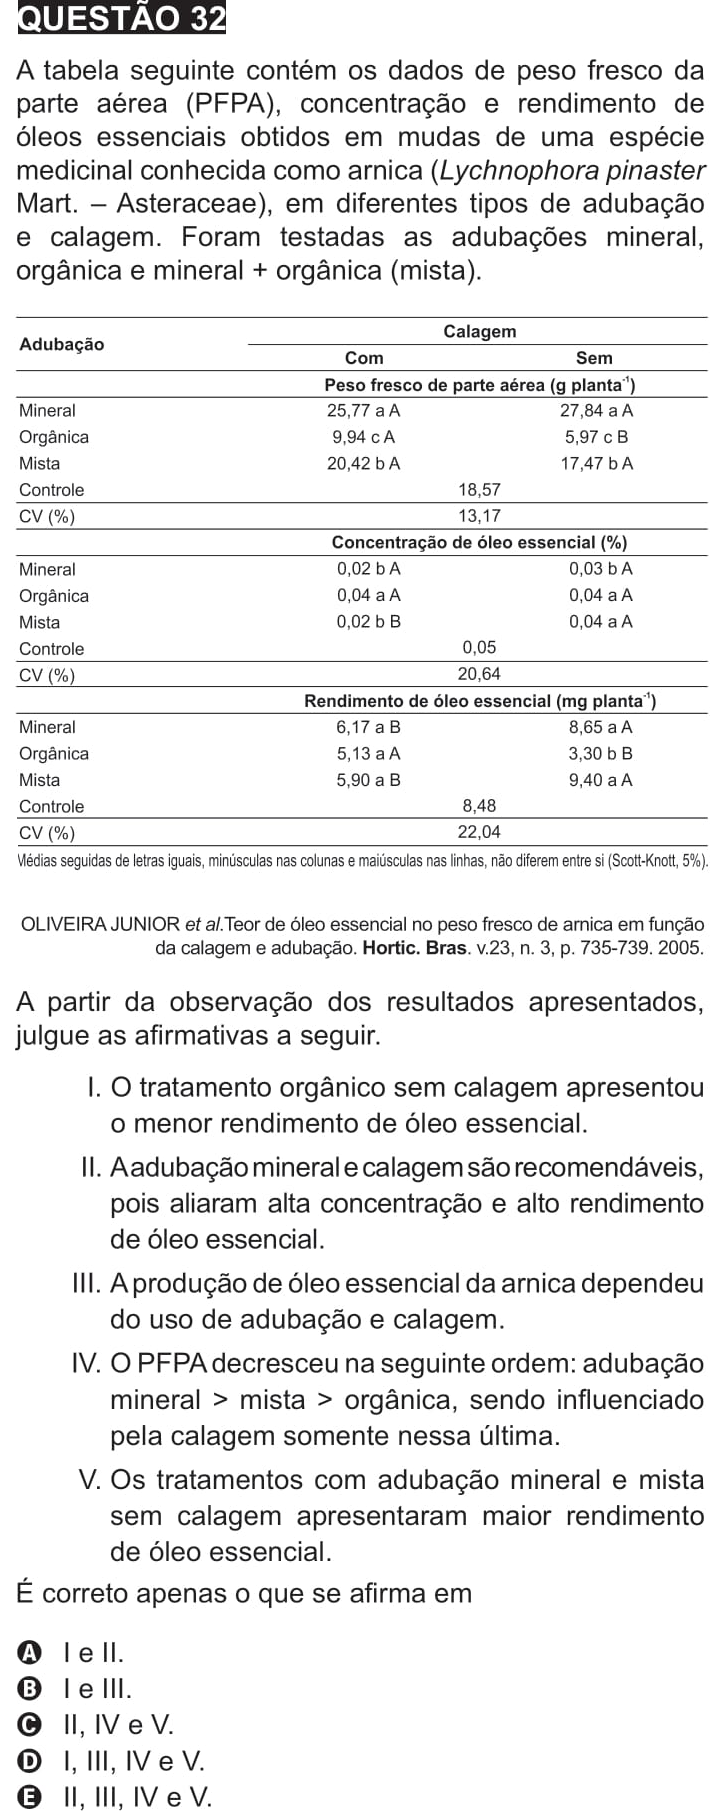 QUESTÃO 32
A tabela seguinte contém os dados de peso fresco da
parte aérea (PFPA), concentração e rendimento de
óleos essenciais obtidos em mudas de uma espécie
medicinal conhecida como arnica (Lychnophora pinaster
Mart. – Asteraceae), em diferentes tipos de adubação
e calagem. Foram testadas as adubações mineral,
orgânica e mineral + orgânica (mista).
Adubação Calagem
Com Sem
Peso fresco de parte aérea (g planta⁻¹)
Mineral 25,77 a A 27,84 a A
Orgânica 9,94 c A 5,97 c B
Mista 20,42 b A 17,47 b A
Controle 18,57
CV (%) 13,17
Concentração de óleo essencial (%)
Mineral 0,02 b A 0,03 b A
Orgânica 0,04 a A 0,04 a A
Mista 0,02 b B 0,04 a A
Controle 0,05
CV (%) 20,64
Rendimento de óleo essencial (mg planta⁻¹)
Mineral 6,17 a B 8,65 a A
Orgânica 5,13 a A 3,30 b B
Mista 5,90 a B 9,40 a A
Controle 8,48
CV (%) 22,04
Médias seguidas de letras iguais, minúsculas nas colunas e maiúsculas nas linhas, não diferem entre si (Scott-Knott, 5%).
OLIVEIRA JUNIOR et al.Teor de óleo essencial no peso fresco de arnica em função
da calagem e adubação. Hortic. Bras. v.23, n. 3, p. 735-739. 2005.
A partir da observação dos resultados apresentados,
julgue as afirmativas a seguir.
I. O tratamento orgânico sem calagem apresentou
o menor rendimento de óleo essencial.
II. A adubação mineral e calagem são recomendáveis,
pois aliaram alta concentração e alto rendimento
de óleo essencial.
III. A produção de óleo essencial da arnica dependeu
do uso de adubação e calagem.
IV. O PFPA decresceu na seguinte ordem: adubação
mineral > mista > orgânica, sendo influenciado
pela calagem somente nessa última.
V. Os tratamentos com adubação mineral e mista
sem calagem apresentaram maior rendimento
de óleo essencial.
É correto apenas o que se afirma em
A I e II.
B I e III.
C II, IV e V.
D I, III, IV e V.
E II, III, IV e V.